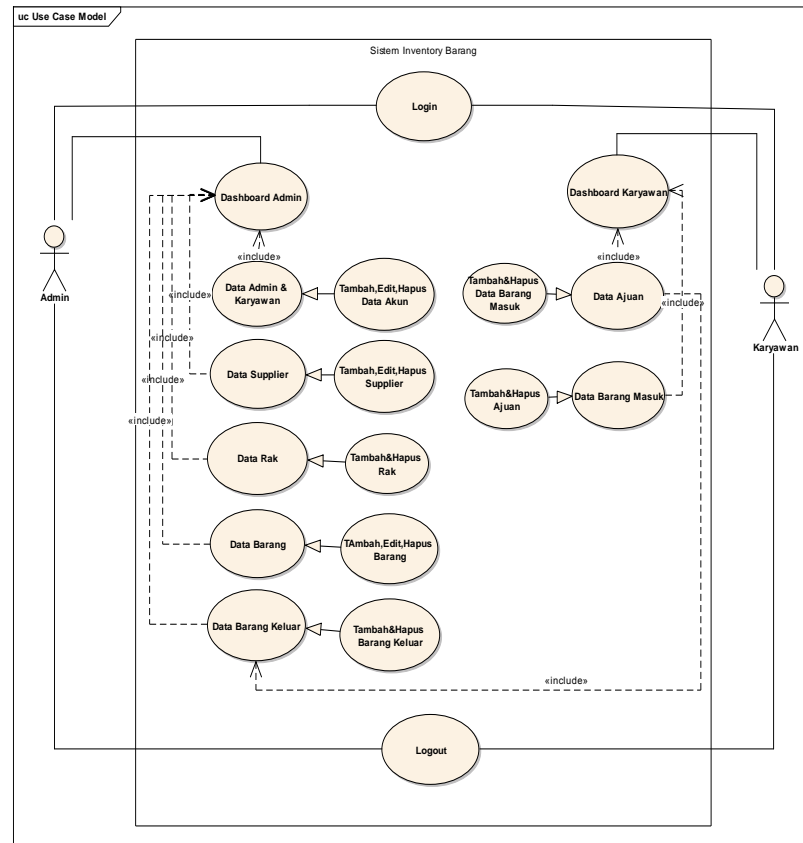 uc Use Case Model
Sistem Inventory Barang
Login
Dashboard Admin
Dashboard Karyawan
«include»
«include»
Admin
Data Admin &
Karyawan
Tambah,Edit,Hapus
Data Akun
Tambah&Hapus
Data Barang
Masuk
Data Ajuan
«include»
«include»
Karyawan
«include»
Data Supplier
Tambah,Edit,Hapus
Supplier
«include»
Tambah&Hapus
Ajuan
Data Barang Masuk
«include»
Data Rak
Tambah&Hapus
Rak
Data Barang
TAmbah,Edit,Hapus
Barang
Data Barang Keluar
Tambah&Hapus
Barang Keluar
«include»
Logout